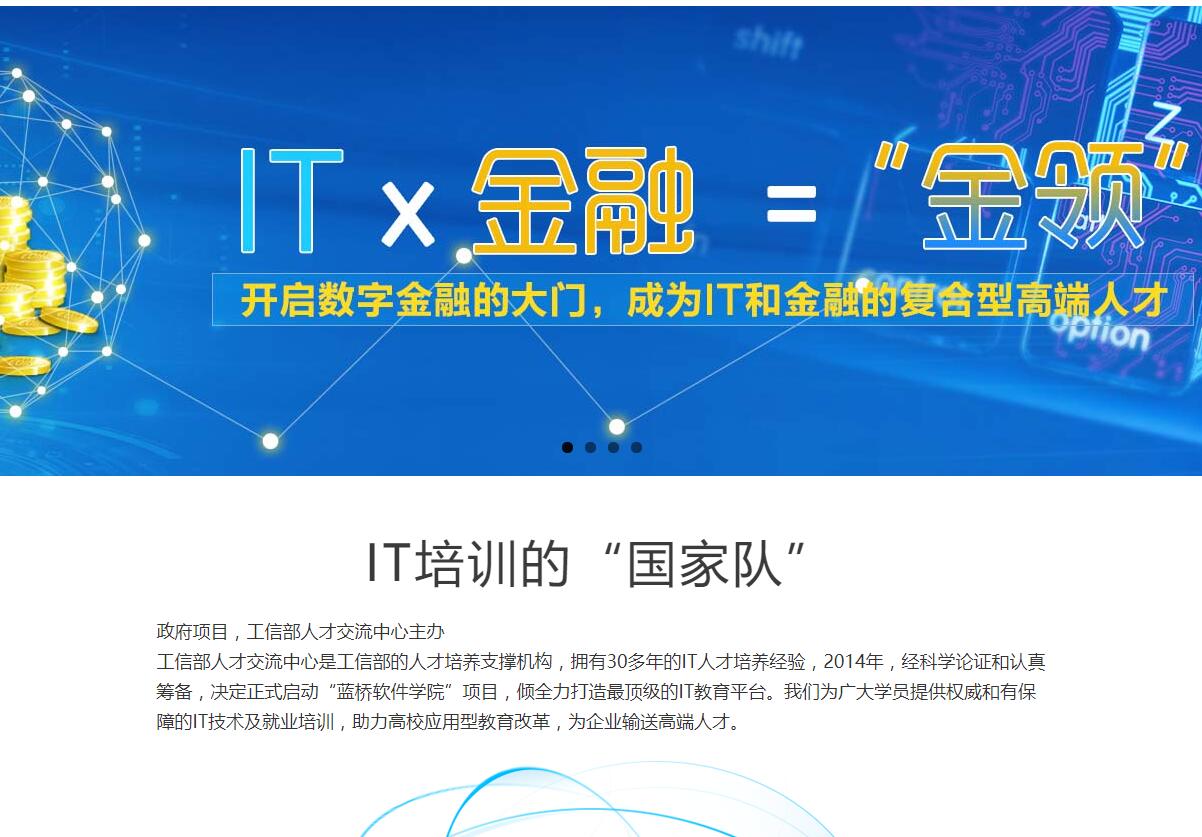 shift
Z
IT x 金融 = “金领”
alt
control
开启数字金融的大门，成为IT和金融的复合型高端人才
option
IT培训的“国家队”
政府项目，工信部人才交流中心主办
工信部人才交流中心是工信部的人才培养支撑机构，拥有30多年的IT人才培养经验，2014年，经科学论证和认真
筹备，决定正式启动“蓝桥软件学院”项目，倾全力打造最顶级的IT教育平台。我们为广大学员提供权威和有保
障的IT技术及就业培训，助力高校应用型教育改革，为企业输送高端人才。